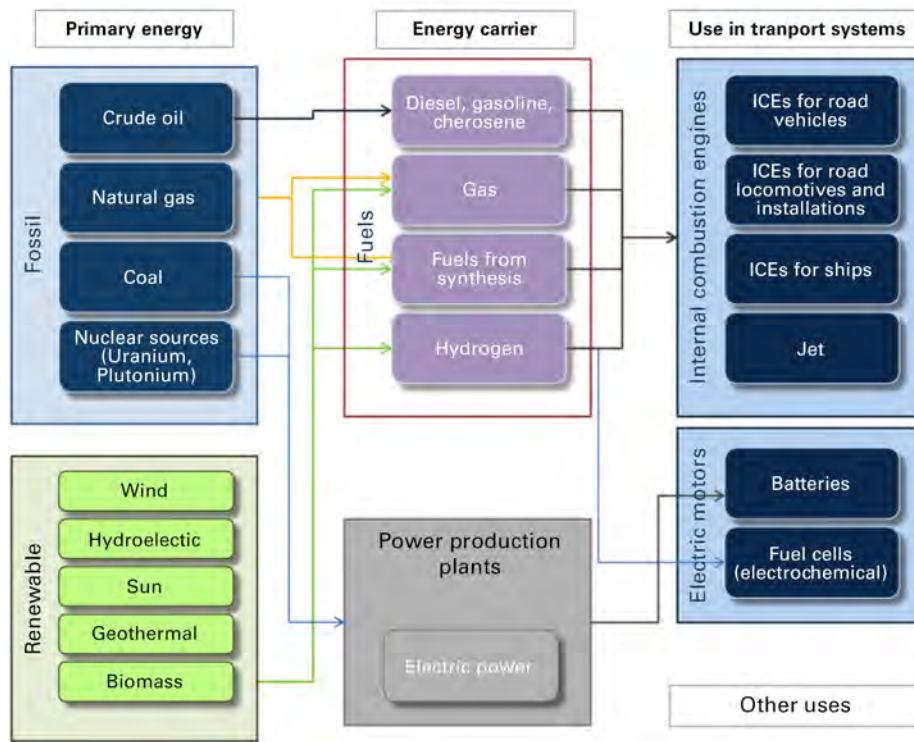 Primary energy
Energy carrier
Use in tranport systems
Fossil
Crude oil
Natural gas
Coal
Nuclear sources
(Uranium,
Plutonium)
Renewable
Wind
Hydroelectic
Sun
Geothermal
Biomass
Fuels
Diesel, gasoline,
cherosene
Gas
Fuels from
synthesis
Hydrogen
Power production
plants
Electric power
Internal combustion engines
ICEs for road
vehicles
ICEs for road
locomotives and
installations
ICEs for ships
Jet
Electric motors
Batteries
Fuel cells
(electrochemical)
Other uses